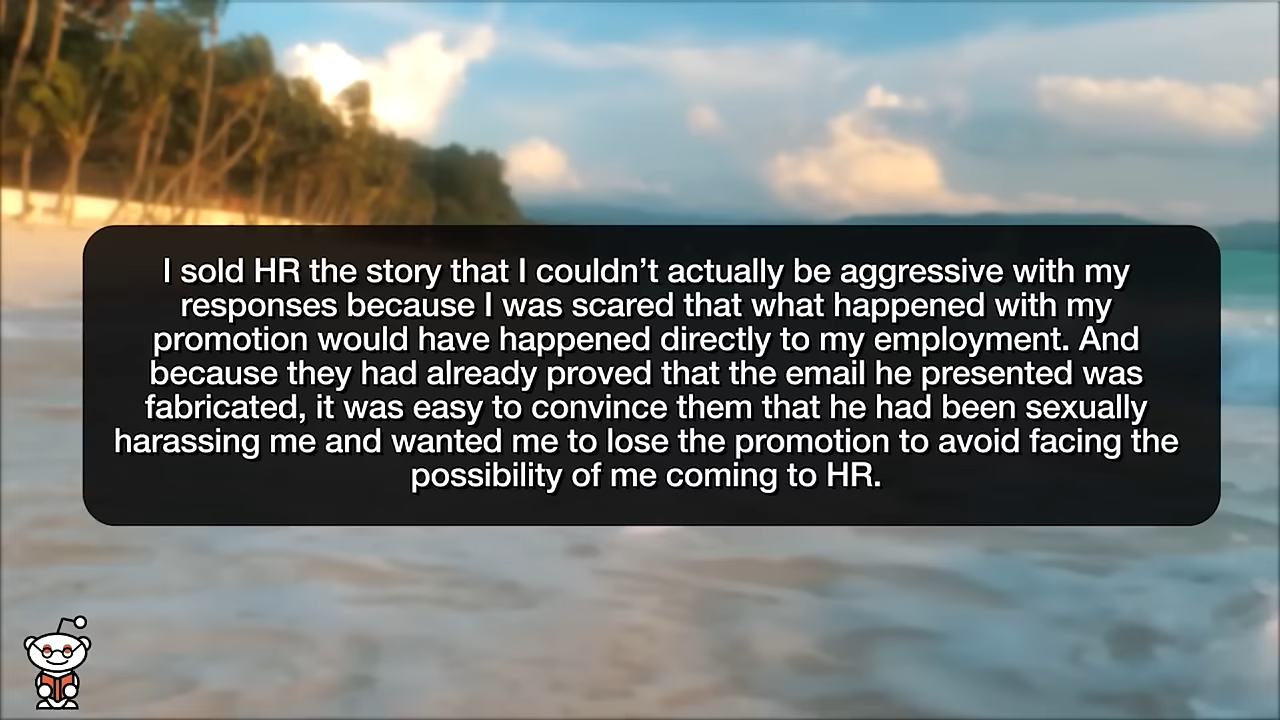 I sold HR the story that I couldn’t actually be aggressive with my
responses because I was scared that what happened with my
promotion would have happened directly to my employment. And
because they had already proved that the email he presented was
fabricated, it was easy to convince them that he had been sexually
harassing me and wanted me to lose the promotion to avoid facing the
possibility of me coming to HR.